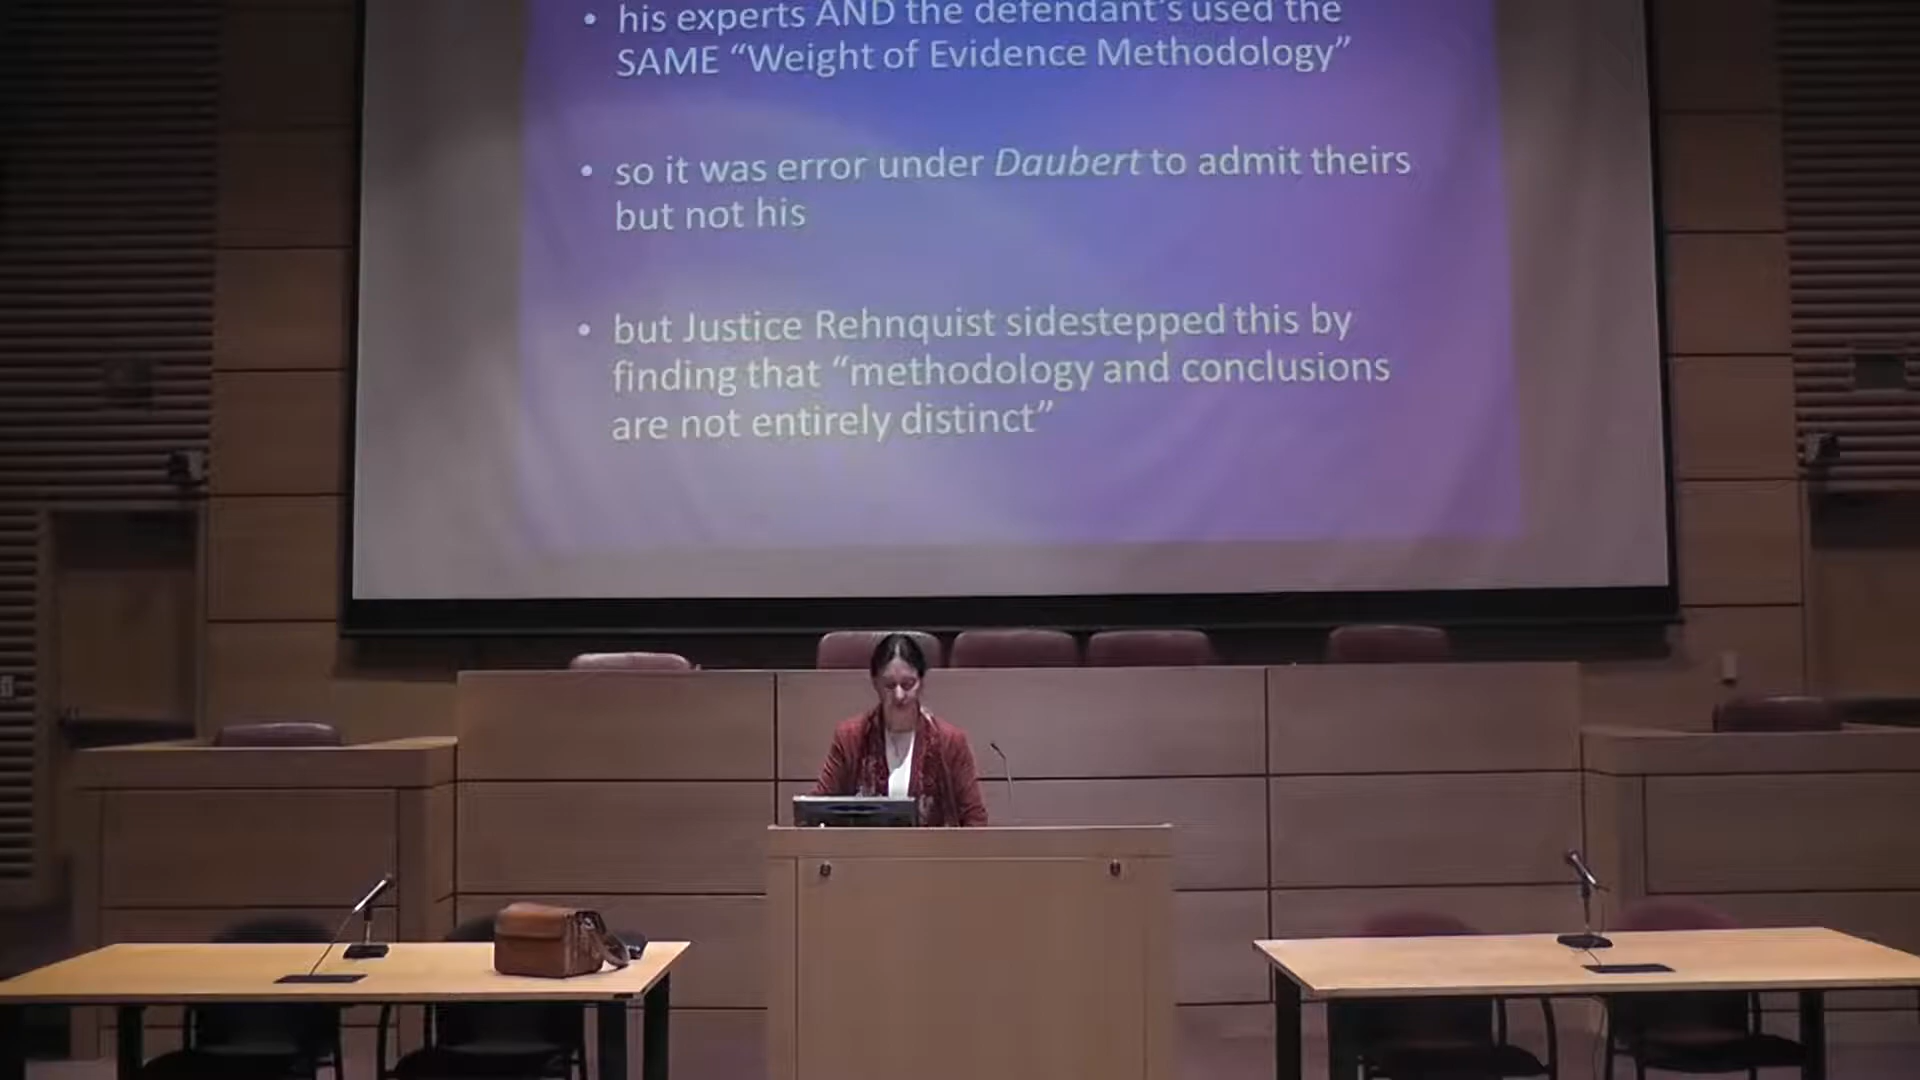 • his experts AND the defendant's used the
SAME “Weight of Evidence Methodology”
• so it was error under Daubert to admit theirs
but not his
• but Justice Rehnquist sidestepped this by
finding that “methodology and conclusions
are not entirely distinct”